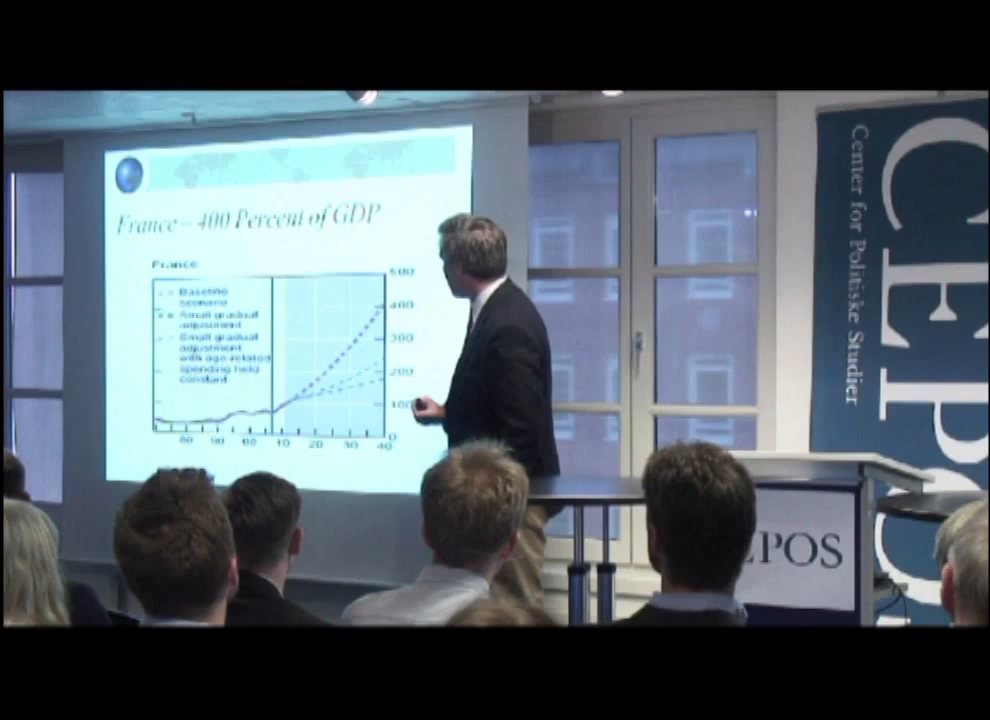 France – 400 Percent of GDP
France
Baseline
scenario
Small gradual
adjustment
Small gradual
adjustment
with age-related
spending held
constant
500
400
300
200
100
0
80 90 00 10 20 30 40
Center for Politiske Studier
CEPO
EPOS